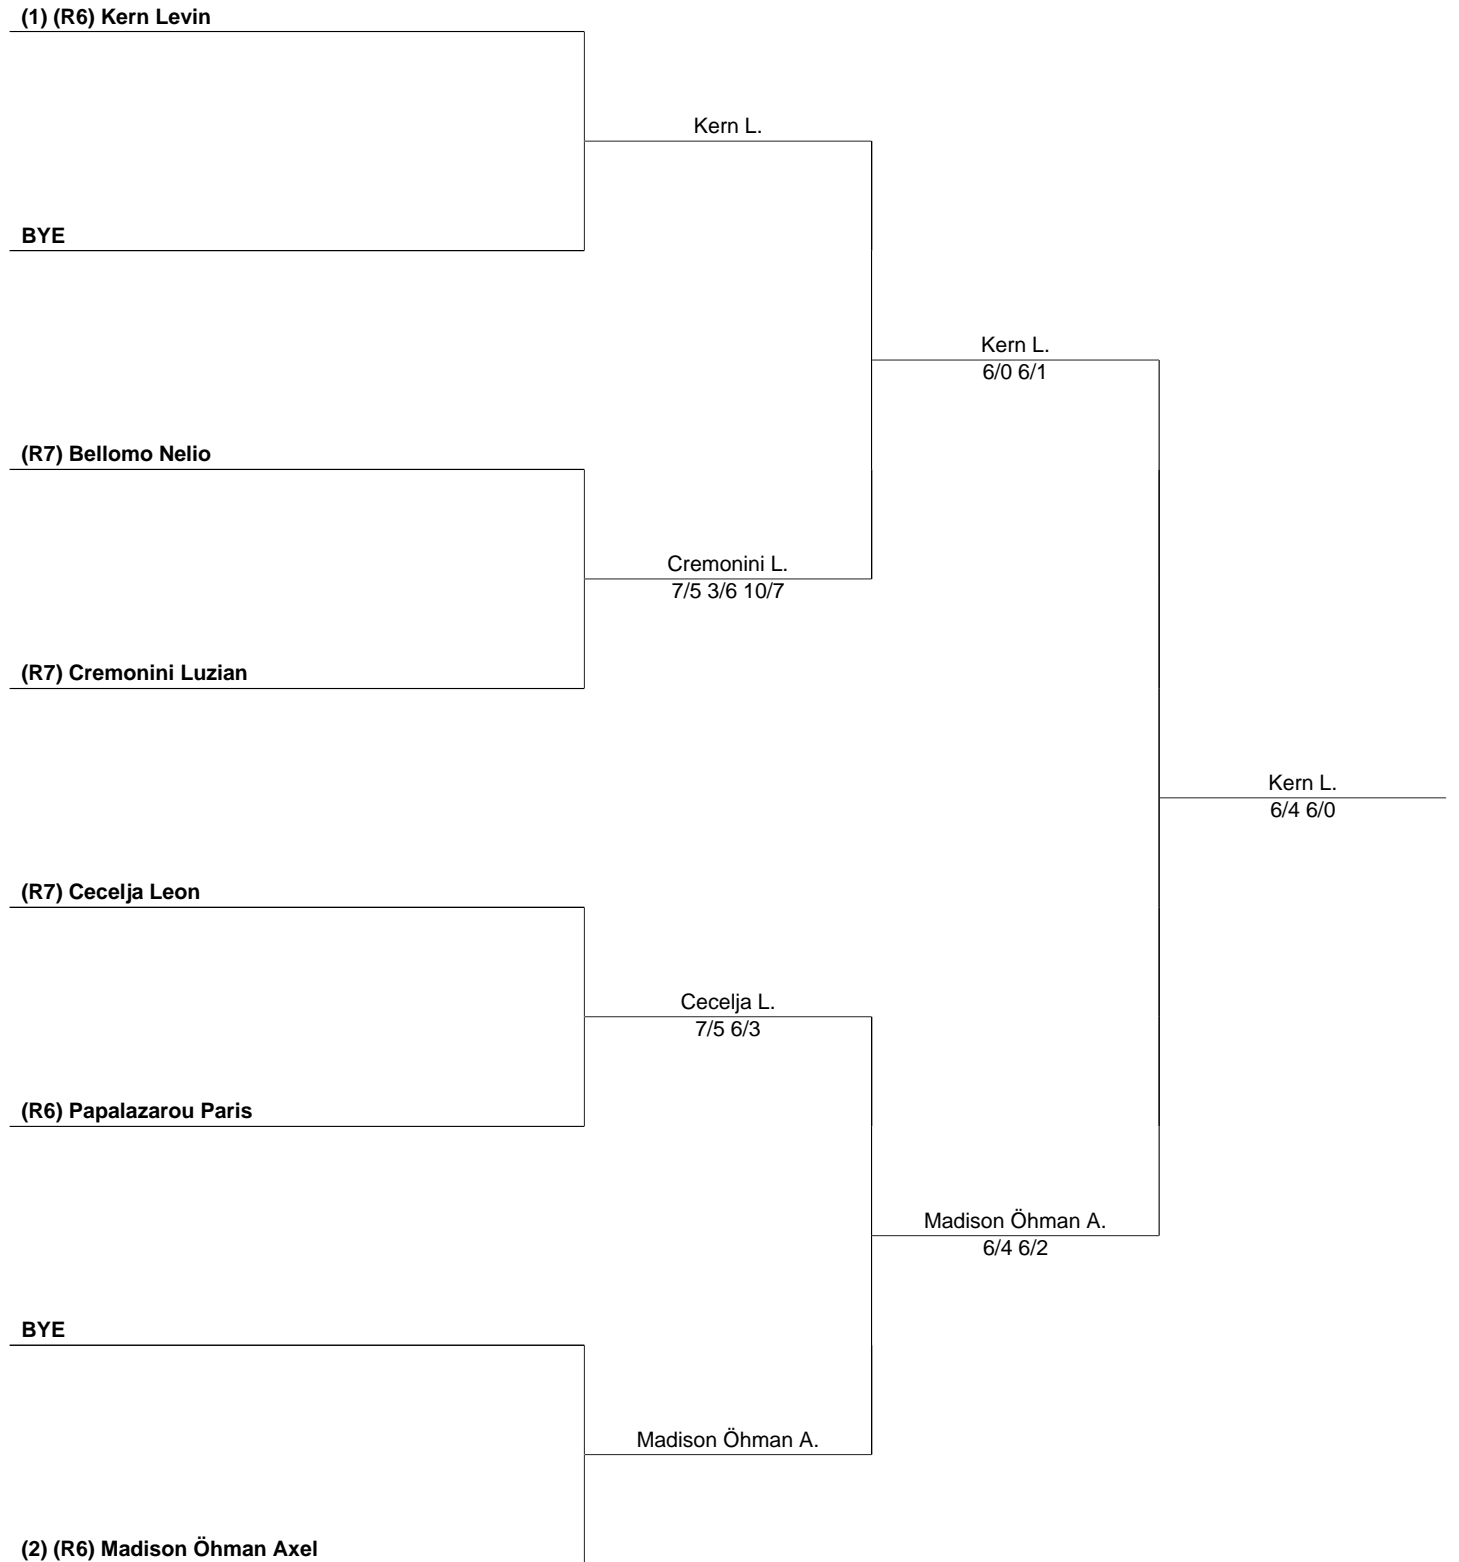 (1) (R6) Kern Levin
Kern L.
BYE
Kern L.
6/0 6/1
(R7) Bellomo Nelio
Cremonini L.
7/5 3/6 10/7
(R7) Cremonini Luzian
Kern L.
6/4 6/0
(R7) Cecelja Leon
Cecelja L.
7/5 6/3
(R6) Papalazarou Paris
Madison Öhman A.
6/4 6/2
BYE
Madison Öhman A.
(2) (R6) Madison Öhman Axel